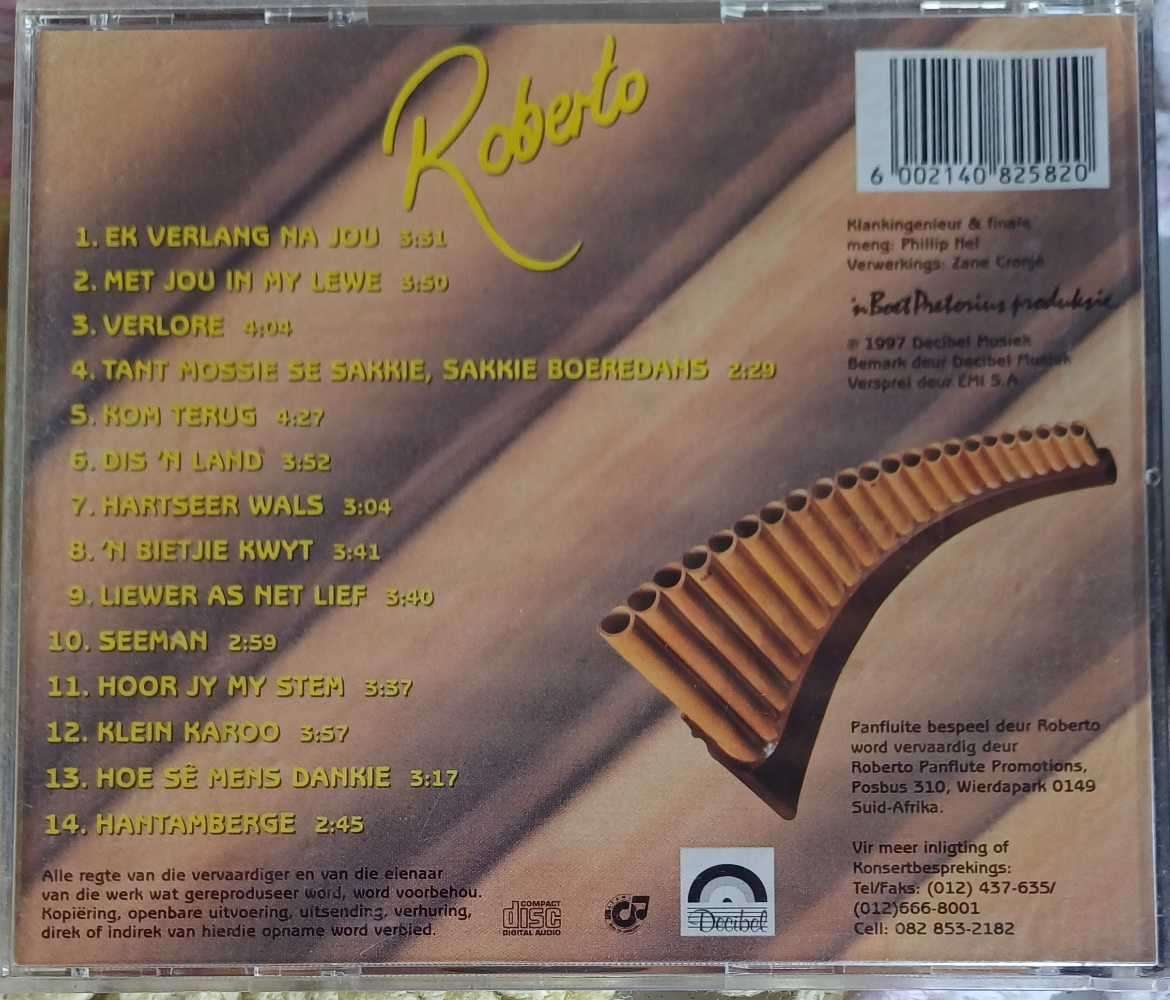 Roberto
6 002140 825820
1. EK VERLANG NA JOU 3:31
2. MET JOU IN MY LEWE 3:50
3. VERLORE 4:04
4. TANT MOSSIE SE SAKKIE, SAKKIE BOEREDANS 2:29
5. KOM TERUG 4:27
6. DIS 'N LAND 3:52
7. HARTSEER WALS 3:04
8. 'N BIETJIE KWYT 3:41
9. LIEWER AS NET LIEF 3:40
10. SEEMAN 2:59
11. HOOR JY MY STEM 3:37
12. KLEIN KAROO 3:57
13. HOE SÊ MENS DANKIE 3:17
14. HANTAMBERGE 2:45
Klankingenieur & finale
meng: Phillip Nel
Verwerkings: Zane Cronjé
'n Boet Pretorius produksie
℗ 1997 Decibel Musiek
Bemark deur Decibel Musiek
Versprei deur EMI S.A.
Panfluite bespeel deur Roberto
word vervaardig deur
Roberto Panflute Promotions,
Posbus 310, Wierdapark 0149
Suid-Afrika.
Vir meer inligting of
Konsertbesprekings:
Tel/Faks: (012) 437-635/
(012)666-8001
Cell: 082 853-2182
Alle regte van die vervaardiger en van die eienaar
van die werk wat gereproduseer word, word voorbehou.
Kopiëring, openbare uitvoering, uitsending, verhuring,
direk of indirek van hierdie opname word verbied.
COMPACT
disc
DIGITAL AUDIO
Decibel